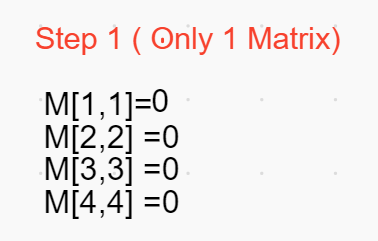 Step 1 ( Only 1 Matrix)
M[1,1]=0
M[2,2] =0
M[3,3] =0
M[4,4] =0